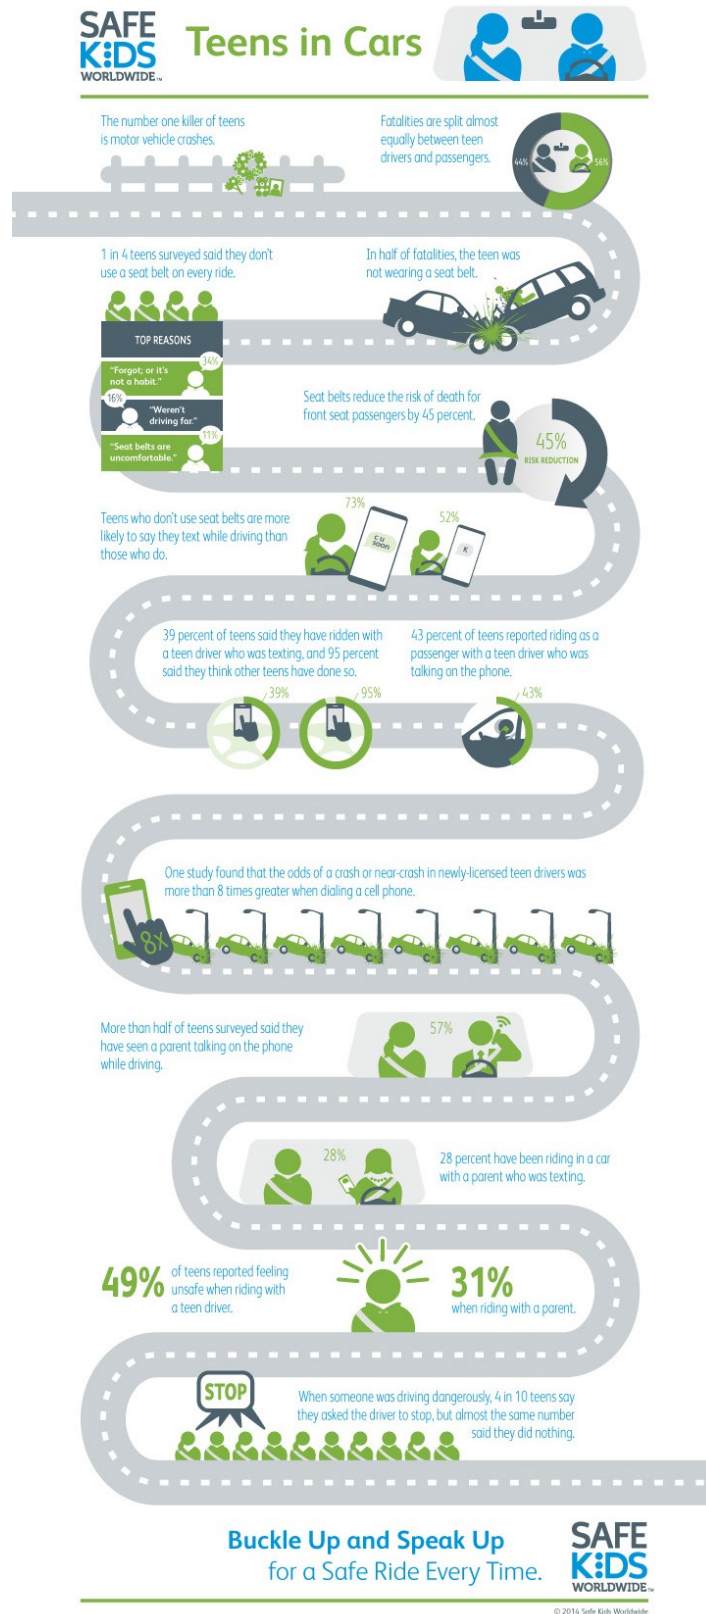 SAFE
KIDS
WORLDWIDE™
Teens in Cars
The number one killer of teens
is motor vehicle crashes.
Fatalities are split almost
equally between teen
drivers and passengers.
44%
56%
1 in 4 teens surveyed said they don't
use a seat belt on every ride.
In half of fatalities, the teen was
not wearing a seat belt.
TOP REASONS
34%
"Forgot; or it's
not a habit."
16%
"Weren't
driving far."
11%
"Seat belts are
uncomfortable."
Seat belts reduce the risk of death for
front seat passengers by 45 percent.
45%
RISK REDUCTION
Teens who don't use seat belts are more
likely to say they text while driving than
those who do.
73%
C U
soon
52%
K
39 percent of teens said they have ridden with
a teen driver who was texting, and 95 percent
said they think other teens have done so.
43 percent of teens reported riding as a
passenger with a teen driver who was
talking on the phone.
39%
95%
43%
One study found that the odds of a crash or near-crash in newly-licensed teen drivers was
more than 8 times greater when dialing a cell phone.
8x
More than half of teens surveyed said they
have seen a parent talking on the phone
while driving.
57%
28%
28 percent have been riding in a car
with a parent who was texting.
49%
of teens reported feeling
unsafe when riding with
a teen driver.
31%
when riding with a parent.
STOP
When someone was driving dangerously, 4 in 10 teens say
they asked the driver to stop, but almost the same number
said they did nothing.
Buckle Up and Speak Up
for a Safe Ride Every Time.
SAFE
KIDS
WORLDWIDE™
© 2014 Safe Kids Worldwide